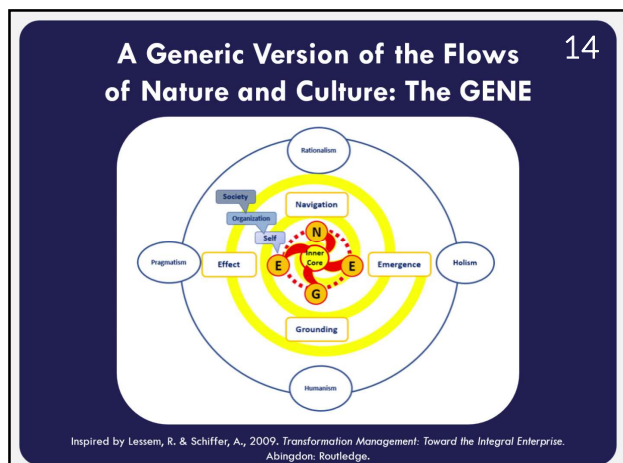 14
A Generic Version of the Flows
of Nature and Culture: The GENE
Rationalism
Society
Navigation
Organization
Self
N
Pragmatism
Effect
E
Inner
Core
E
Emergence
Holism
G
Grounding
Humanism
Inspired by Lessem, R. & Schiffer, A., 2009. Transformation Management: Toward the Integral Enterprise.
Abingdon: Routledge.